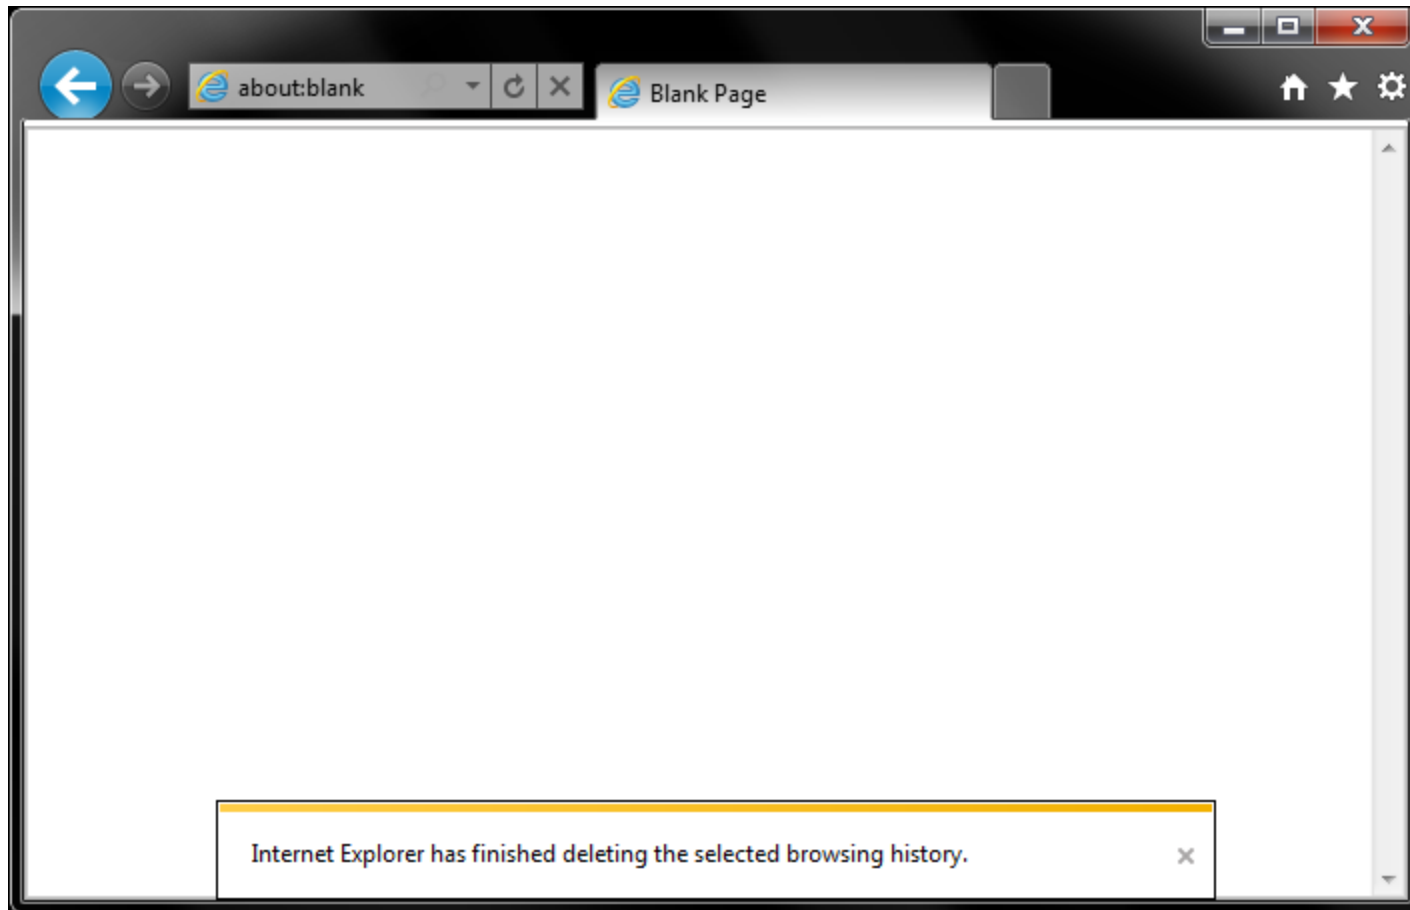 about:blank
Blank Page
Internet Explorer has finished deleting the selected browsing history.